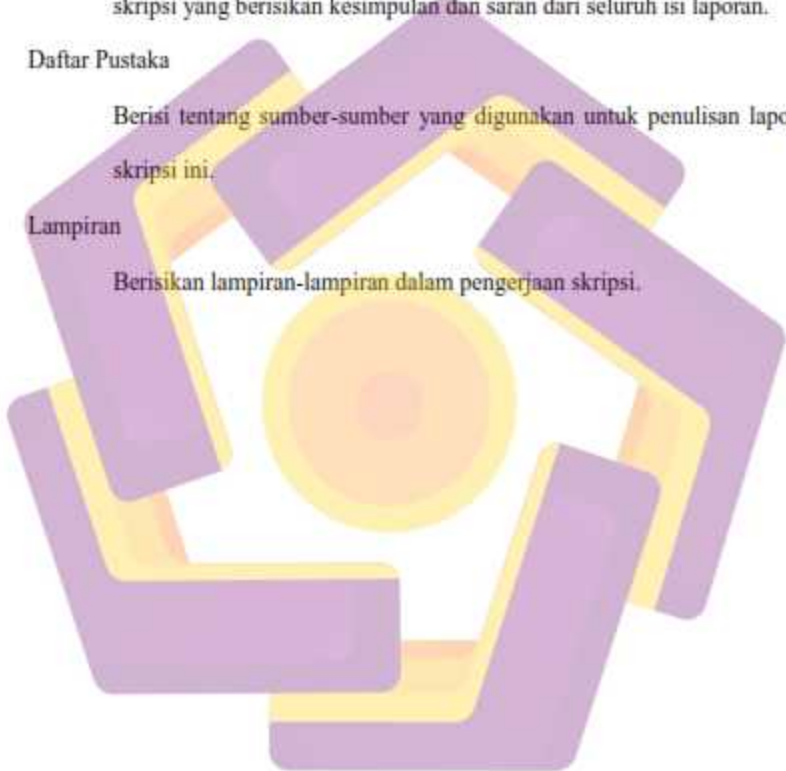 skripsi yang berisikan kesimpulan dan saran dari seluruh isi laporan.
Daftar Pustaka
Berisi tentang sumber-sumber yang digunakan untuk penulisan lapo
skripsi ini.
Lampiran
Berisikan lampiran-lampiran dalam pengerjaan skripsi.